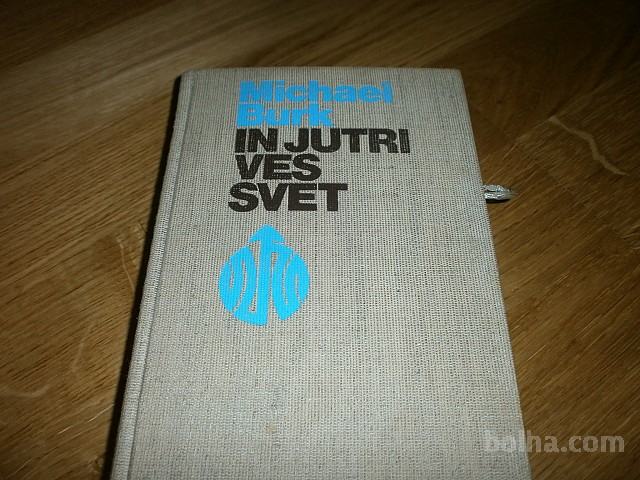 Michael
Burk
IN JUTRI
VES
SVET
bolha.com